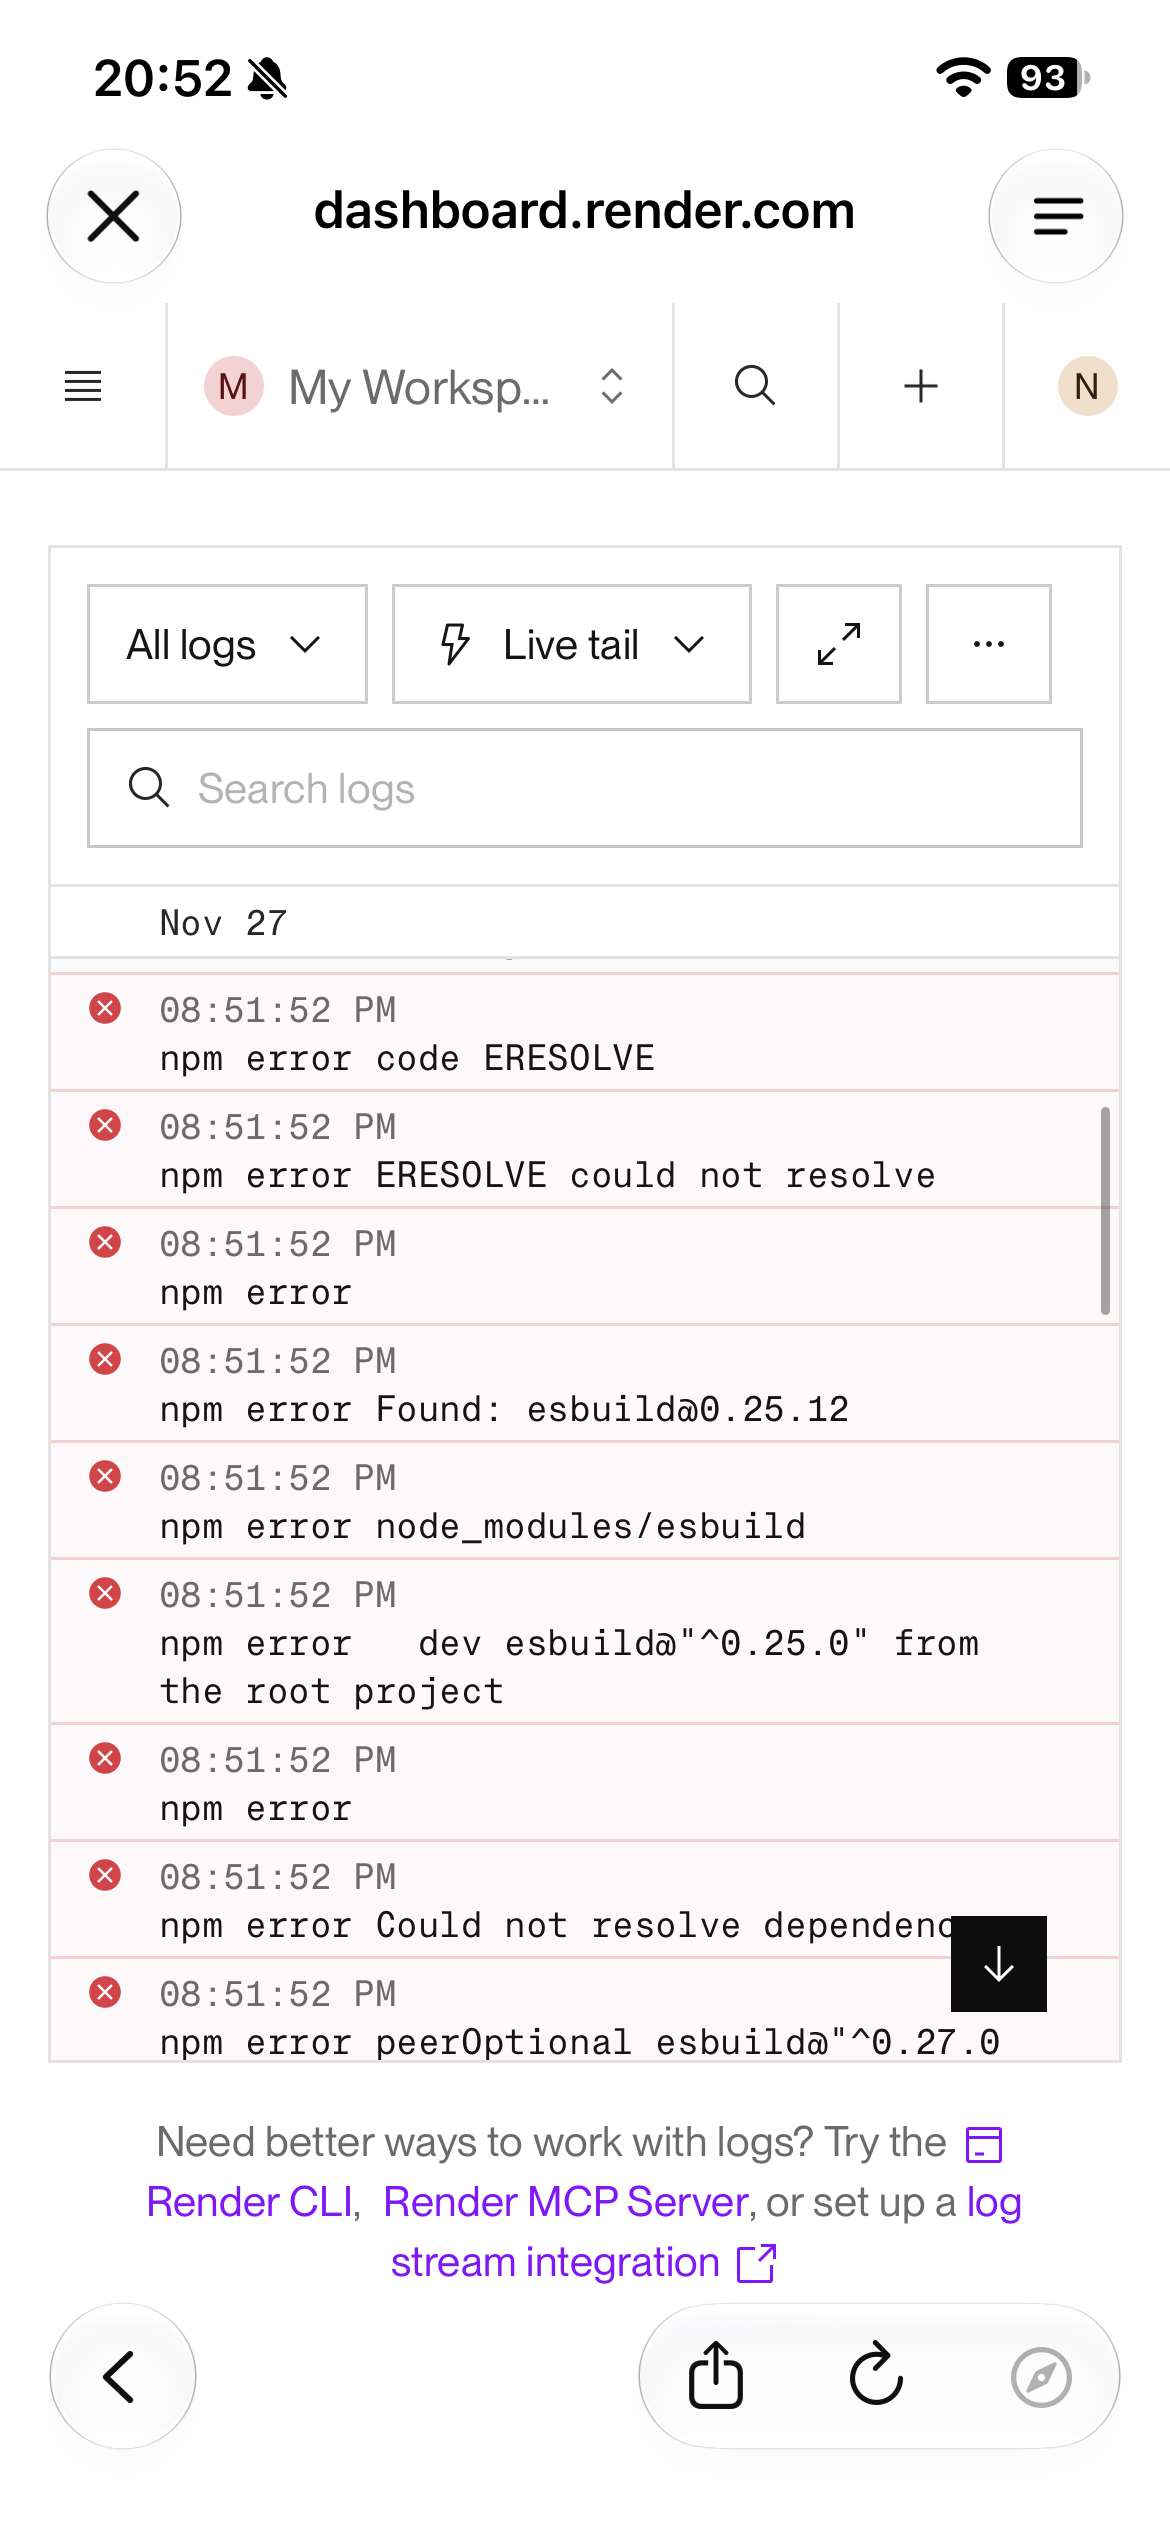 20:52
93
dashboard.render.com
M My Worksp... N
All logs
Live tail
...
Search logs
Nov 27
08:51:52 PM
npm error code ERESOLVE
08:51:52 PM
npm error ERESOLVE could not resolve
08:51:52 PM
npm error
08:51:52 PM
npm error Found: esbuild@0.25.12
08:51:52 PM
npm error node_modules/esbuild
08:51:52 PM
npm error   dev esbuild@"^0.25.0" from
the root project
08:51:52 PM
npm error
08:51:52 PM
npm error Could not resolve
08:51:52 PM
npm error peerOptional esbuild@"^0.27.0
Need better ways to work with logs? Try the
Render CLI, Render MCP Server, or set up a log
stream integration